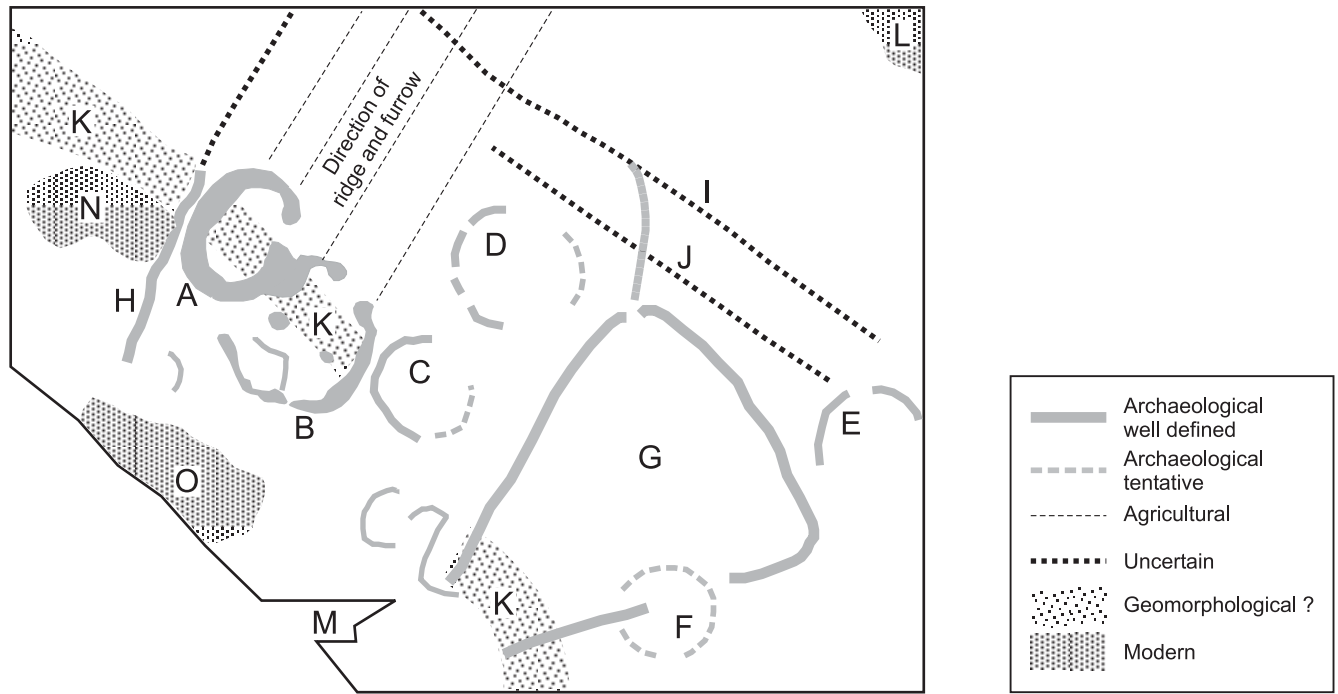 L
K
Direction of
ridge and furrow
N
I
D
J
H
A
K
C
E
B
G
O
K
M
F
Archaeological
well defined
Archaeological
tentative
Agricultural
Uncertain
Geomorphological ?
Modern